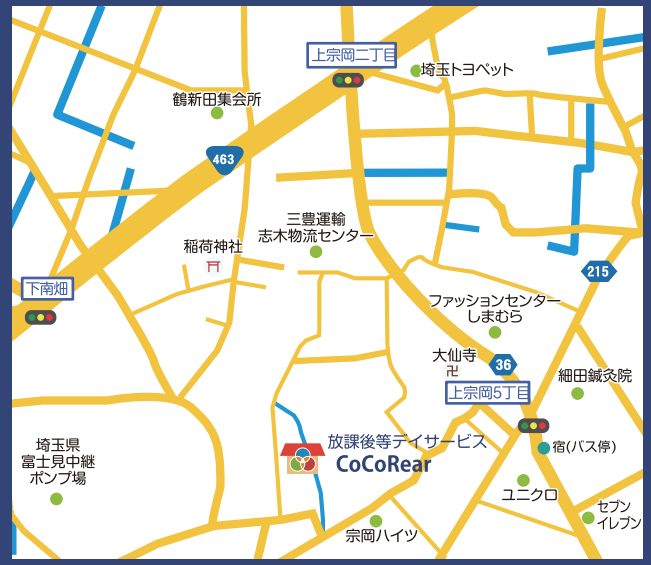 上宗岡二丁目
埼玉トヨペット
鶴新田集会所
463
三豊運輸
志木物流センター
稲荷神社
215
下南畑
ファッションセンター
しまむら
大仙寺
卍
36
細田鍼灸院
上宗岡5丁目
放課後等デイサービス
CoCoRear
宿(バス停)
埼玉県
富士見中継
ポンプ場
ユニクロ
セブン
イレブン
宗岡ハイツ